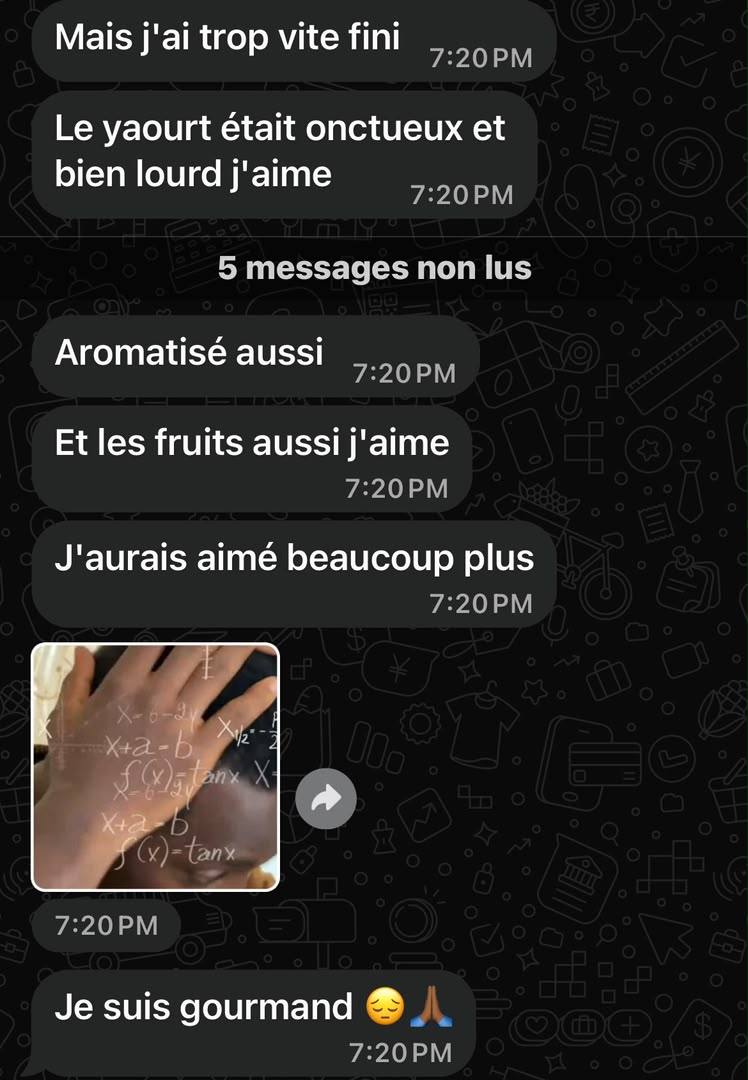 Mais j'ai trop vite fini
7:20 PM
Le yaourt était onctueux et
bien lourd j'aime
7:20 PM
5 messages non lus
Aromatisé aussi
7:20 PM
Et les fruits aussi j'aime
7:20 PM
J'aurais aimé beaucoup plus
7:20 PM
X
x+a=b
f(x)=tanx X=
x+a=b
f(x)=tanx
7:20 PM
Je suis gourmand 😔🙏🏾
7:20 PM